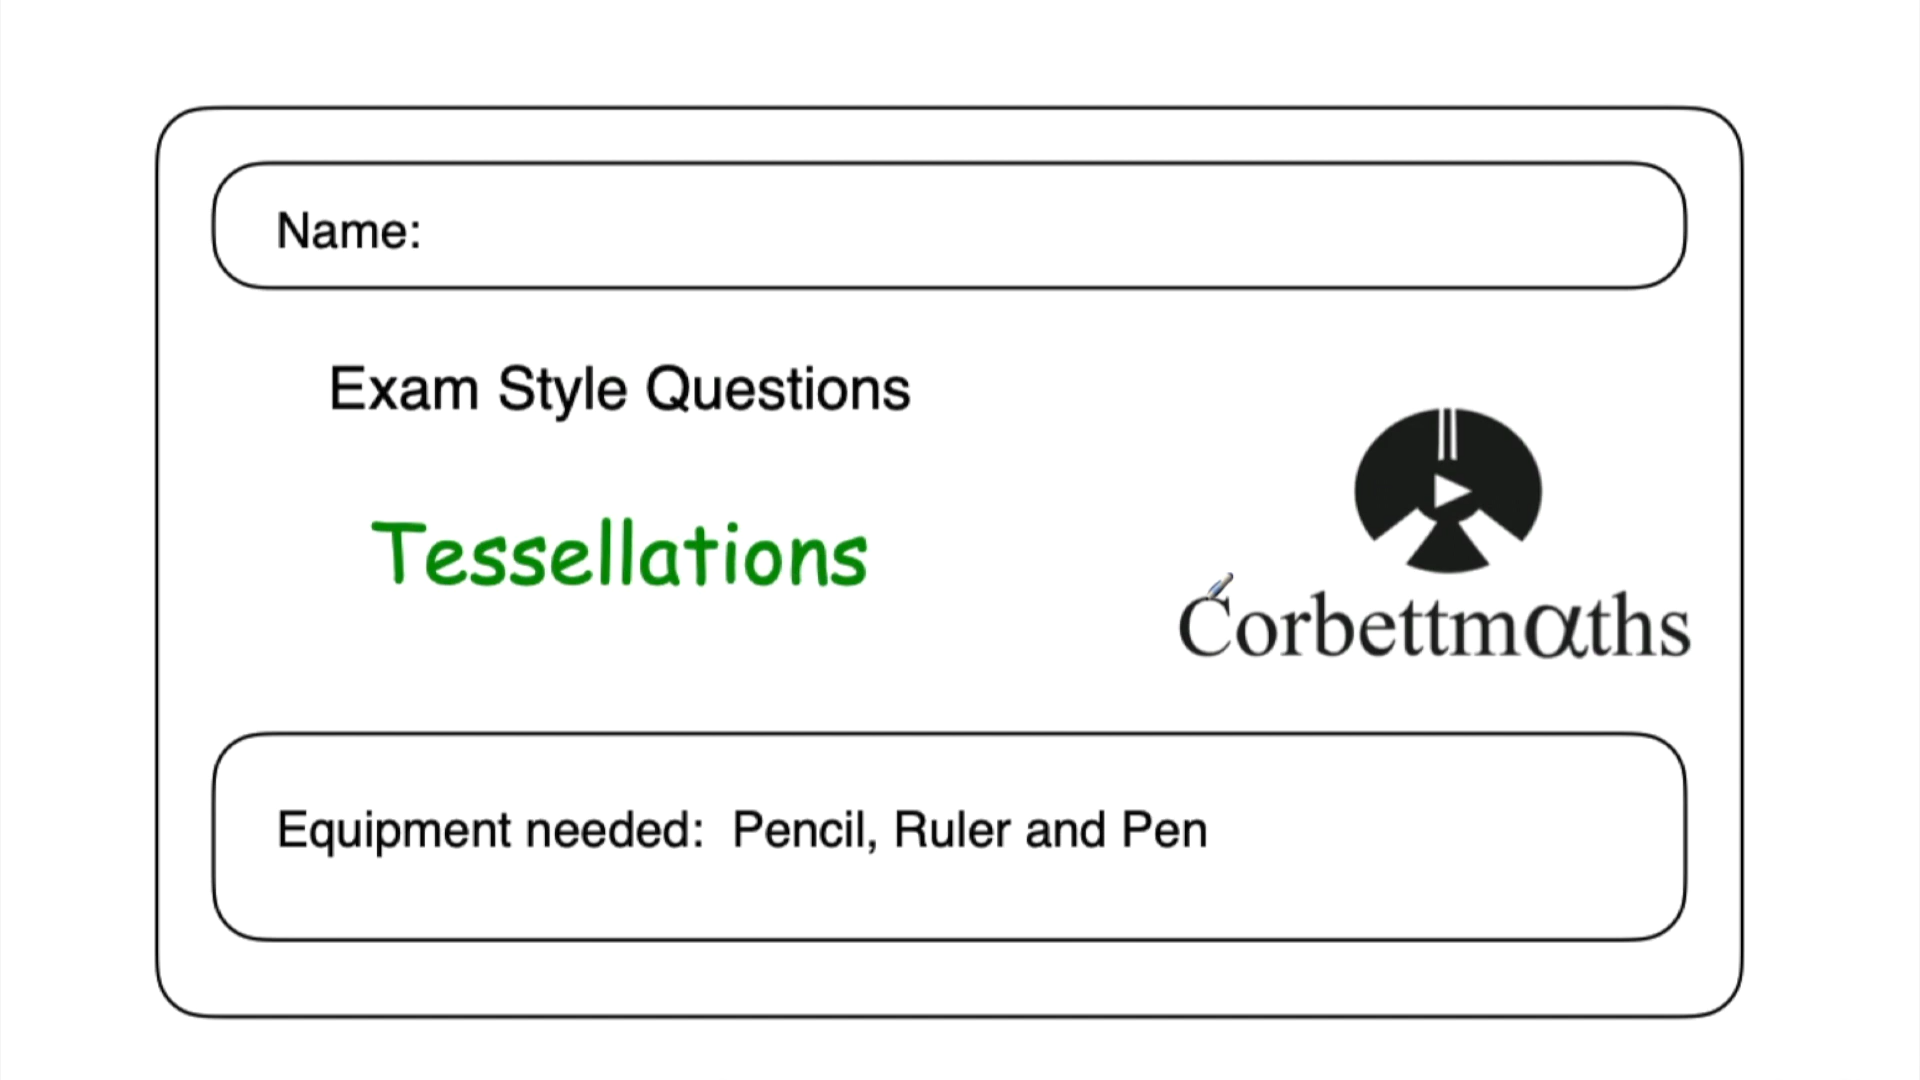 Name:
Exam Style Questions
Tessellations
Corbettmαths
Equipment needed: Pencil, Ruler and Pen